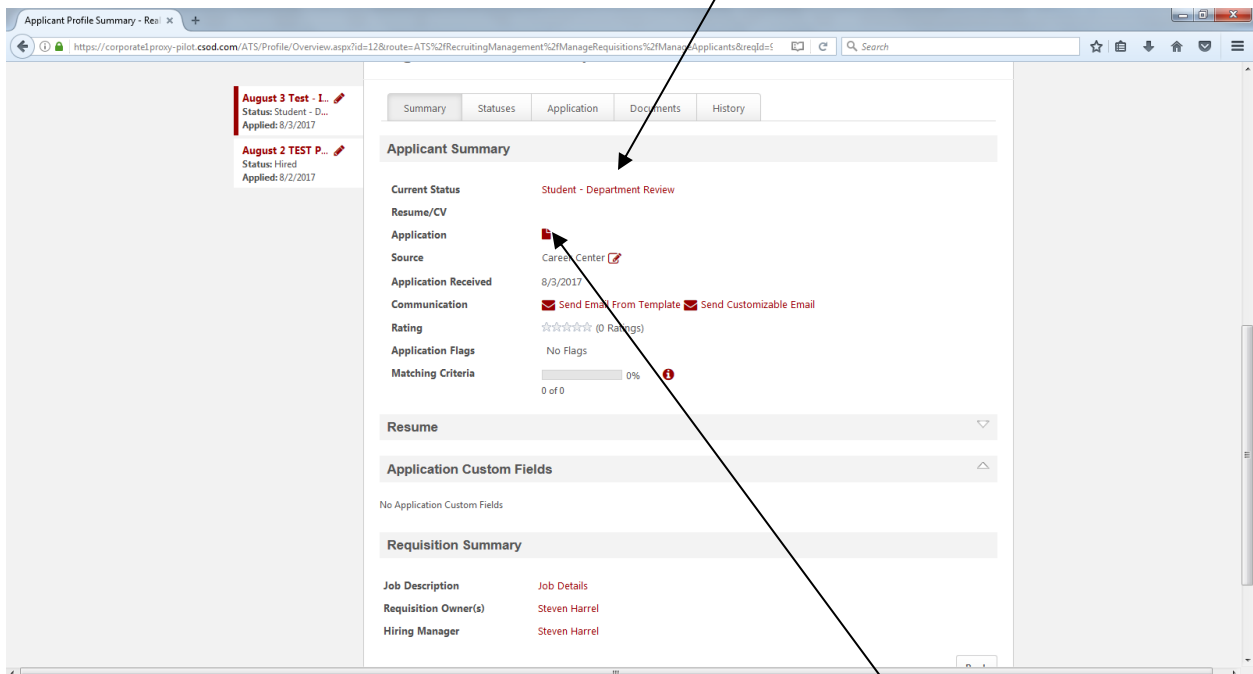 Applicant Profile Summary - Real
https://corporate1proxy-pilot.csod.com/ATS/Profile/Overview.aspx?id=12&route=ATS%2fRecruitingManagement%2fManageRequisitions%2fManageApplicants&reqId=9
Search
August 3 Test - I...
Status: Student - D...
Applied: 8/3/2017
August 2 TEST P...
Status: Hired
Applied: 8/2/2017
Summary Statuses Application Documents History
Applicant Summary
Current Status Student - Department Review
Resume/CV
Application
Source Career Center
Application Received 8/3/2017
Communication Send Email From Template Send Customizable Email
Rating (0 Ratings)
Application Flags No Flags
Matching Criteria 0%
0 of 0
Resume
Application Custom Fields
No Application Custom Fields
Requisition Summary
Job Description Job Details
Requisition Owner(s) Steven Harrel
Hiring Manager Steven Harrel